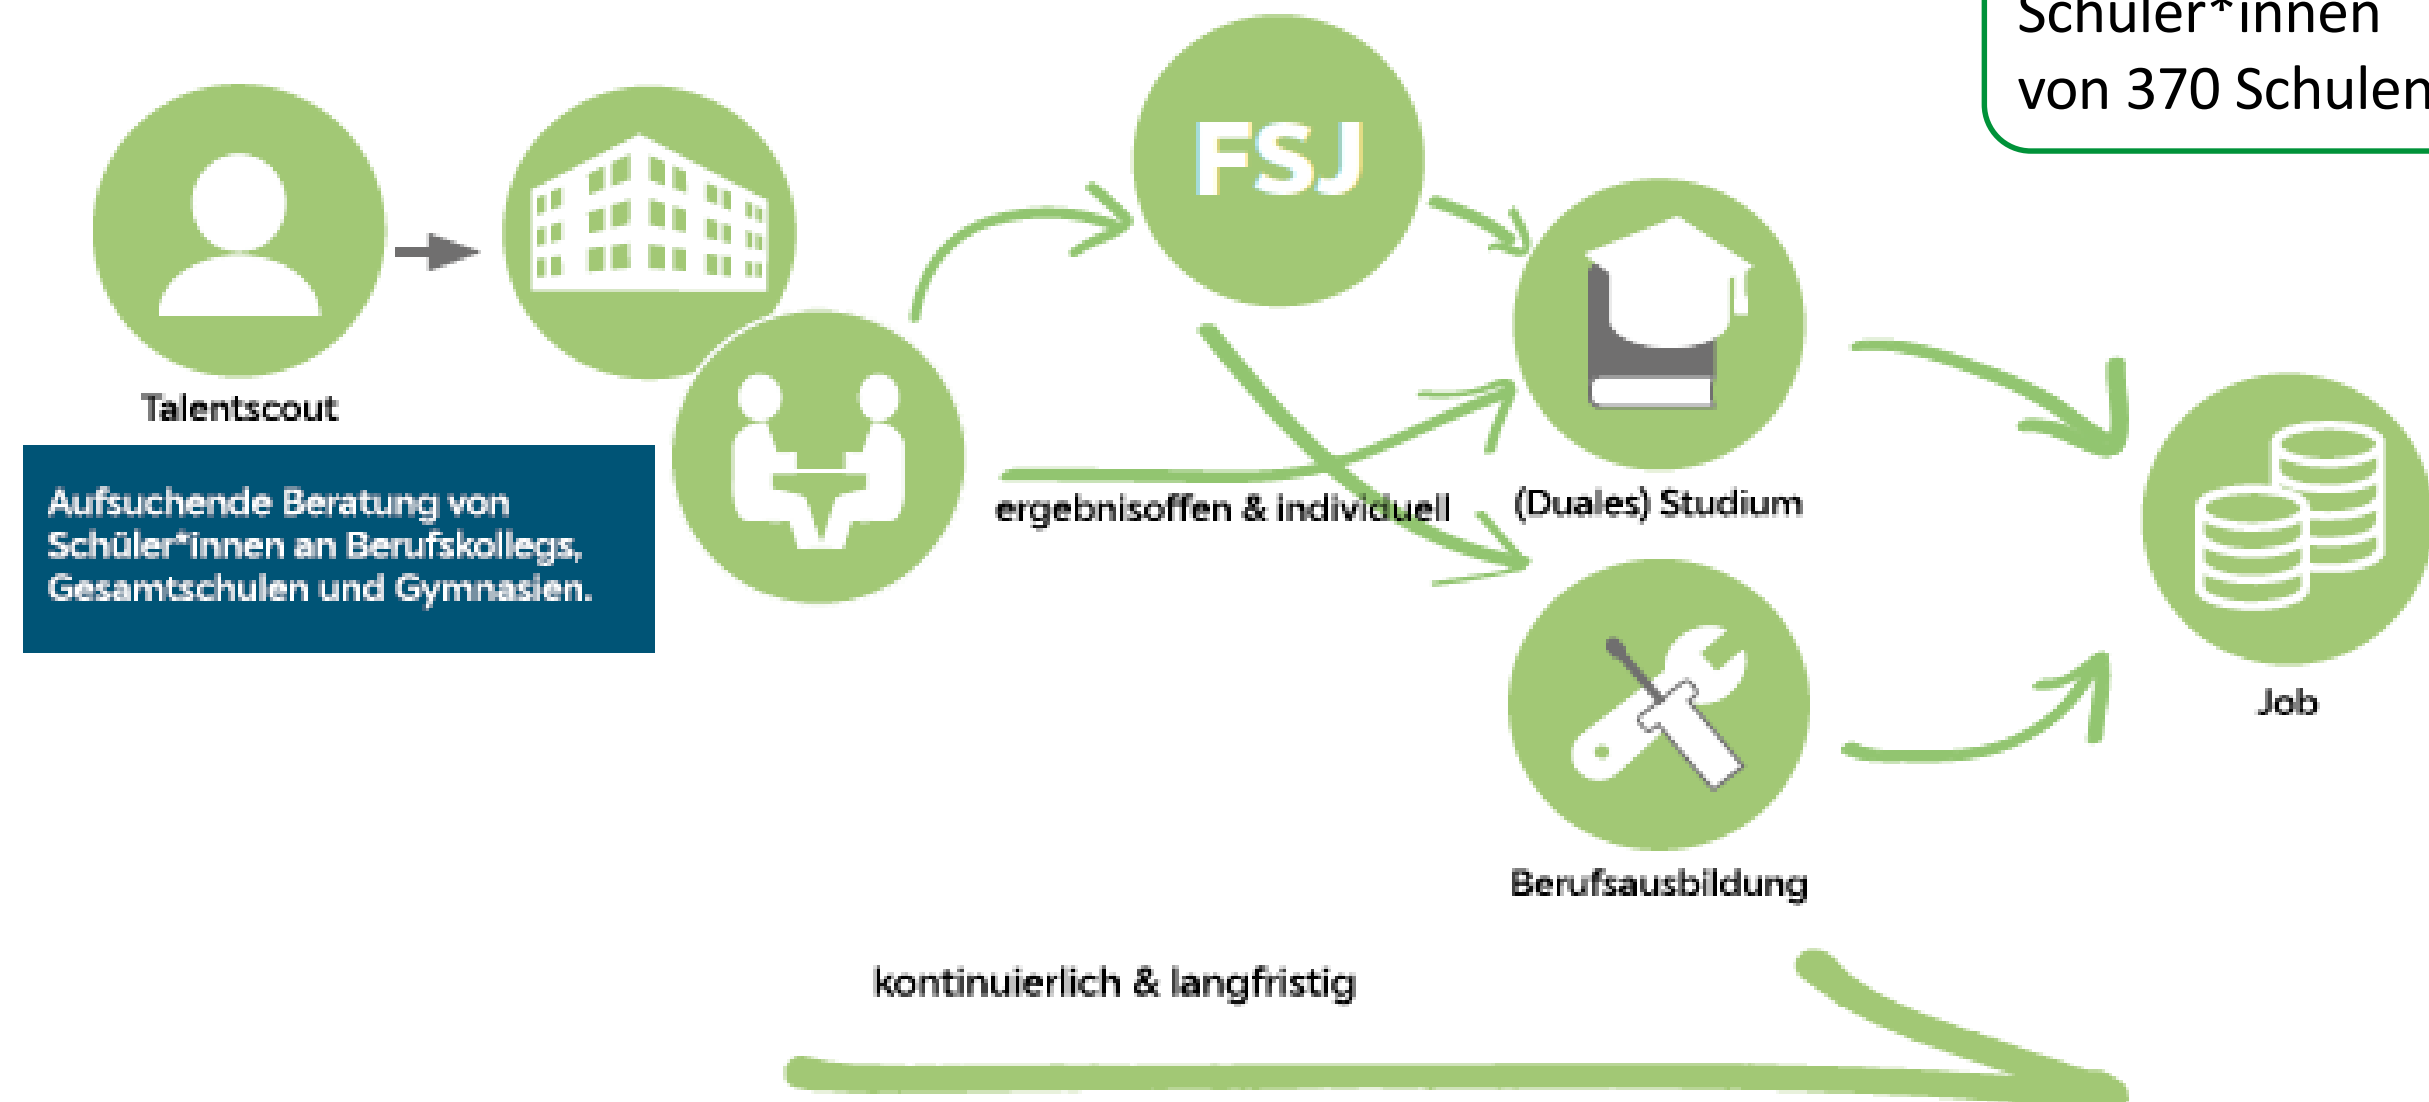 Schüler*innen
von 370 Schulen
FSJ
Talentscout
Aufsuchende Beratung von
Schüler*innen an Berufskollegs,
Gesamtschulen und Gymnasien.
ergebnisoffen & individuell
(Duales) Studium
Job
Berufsausbildung
kontinuierlich & langfristig